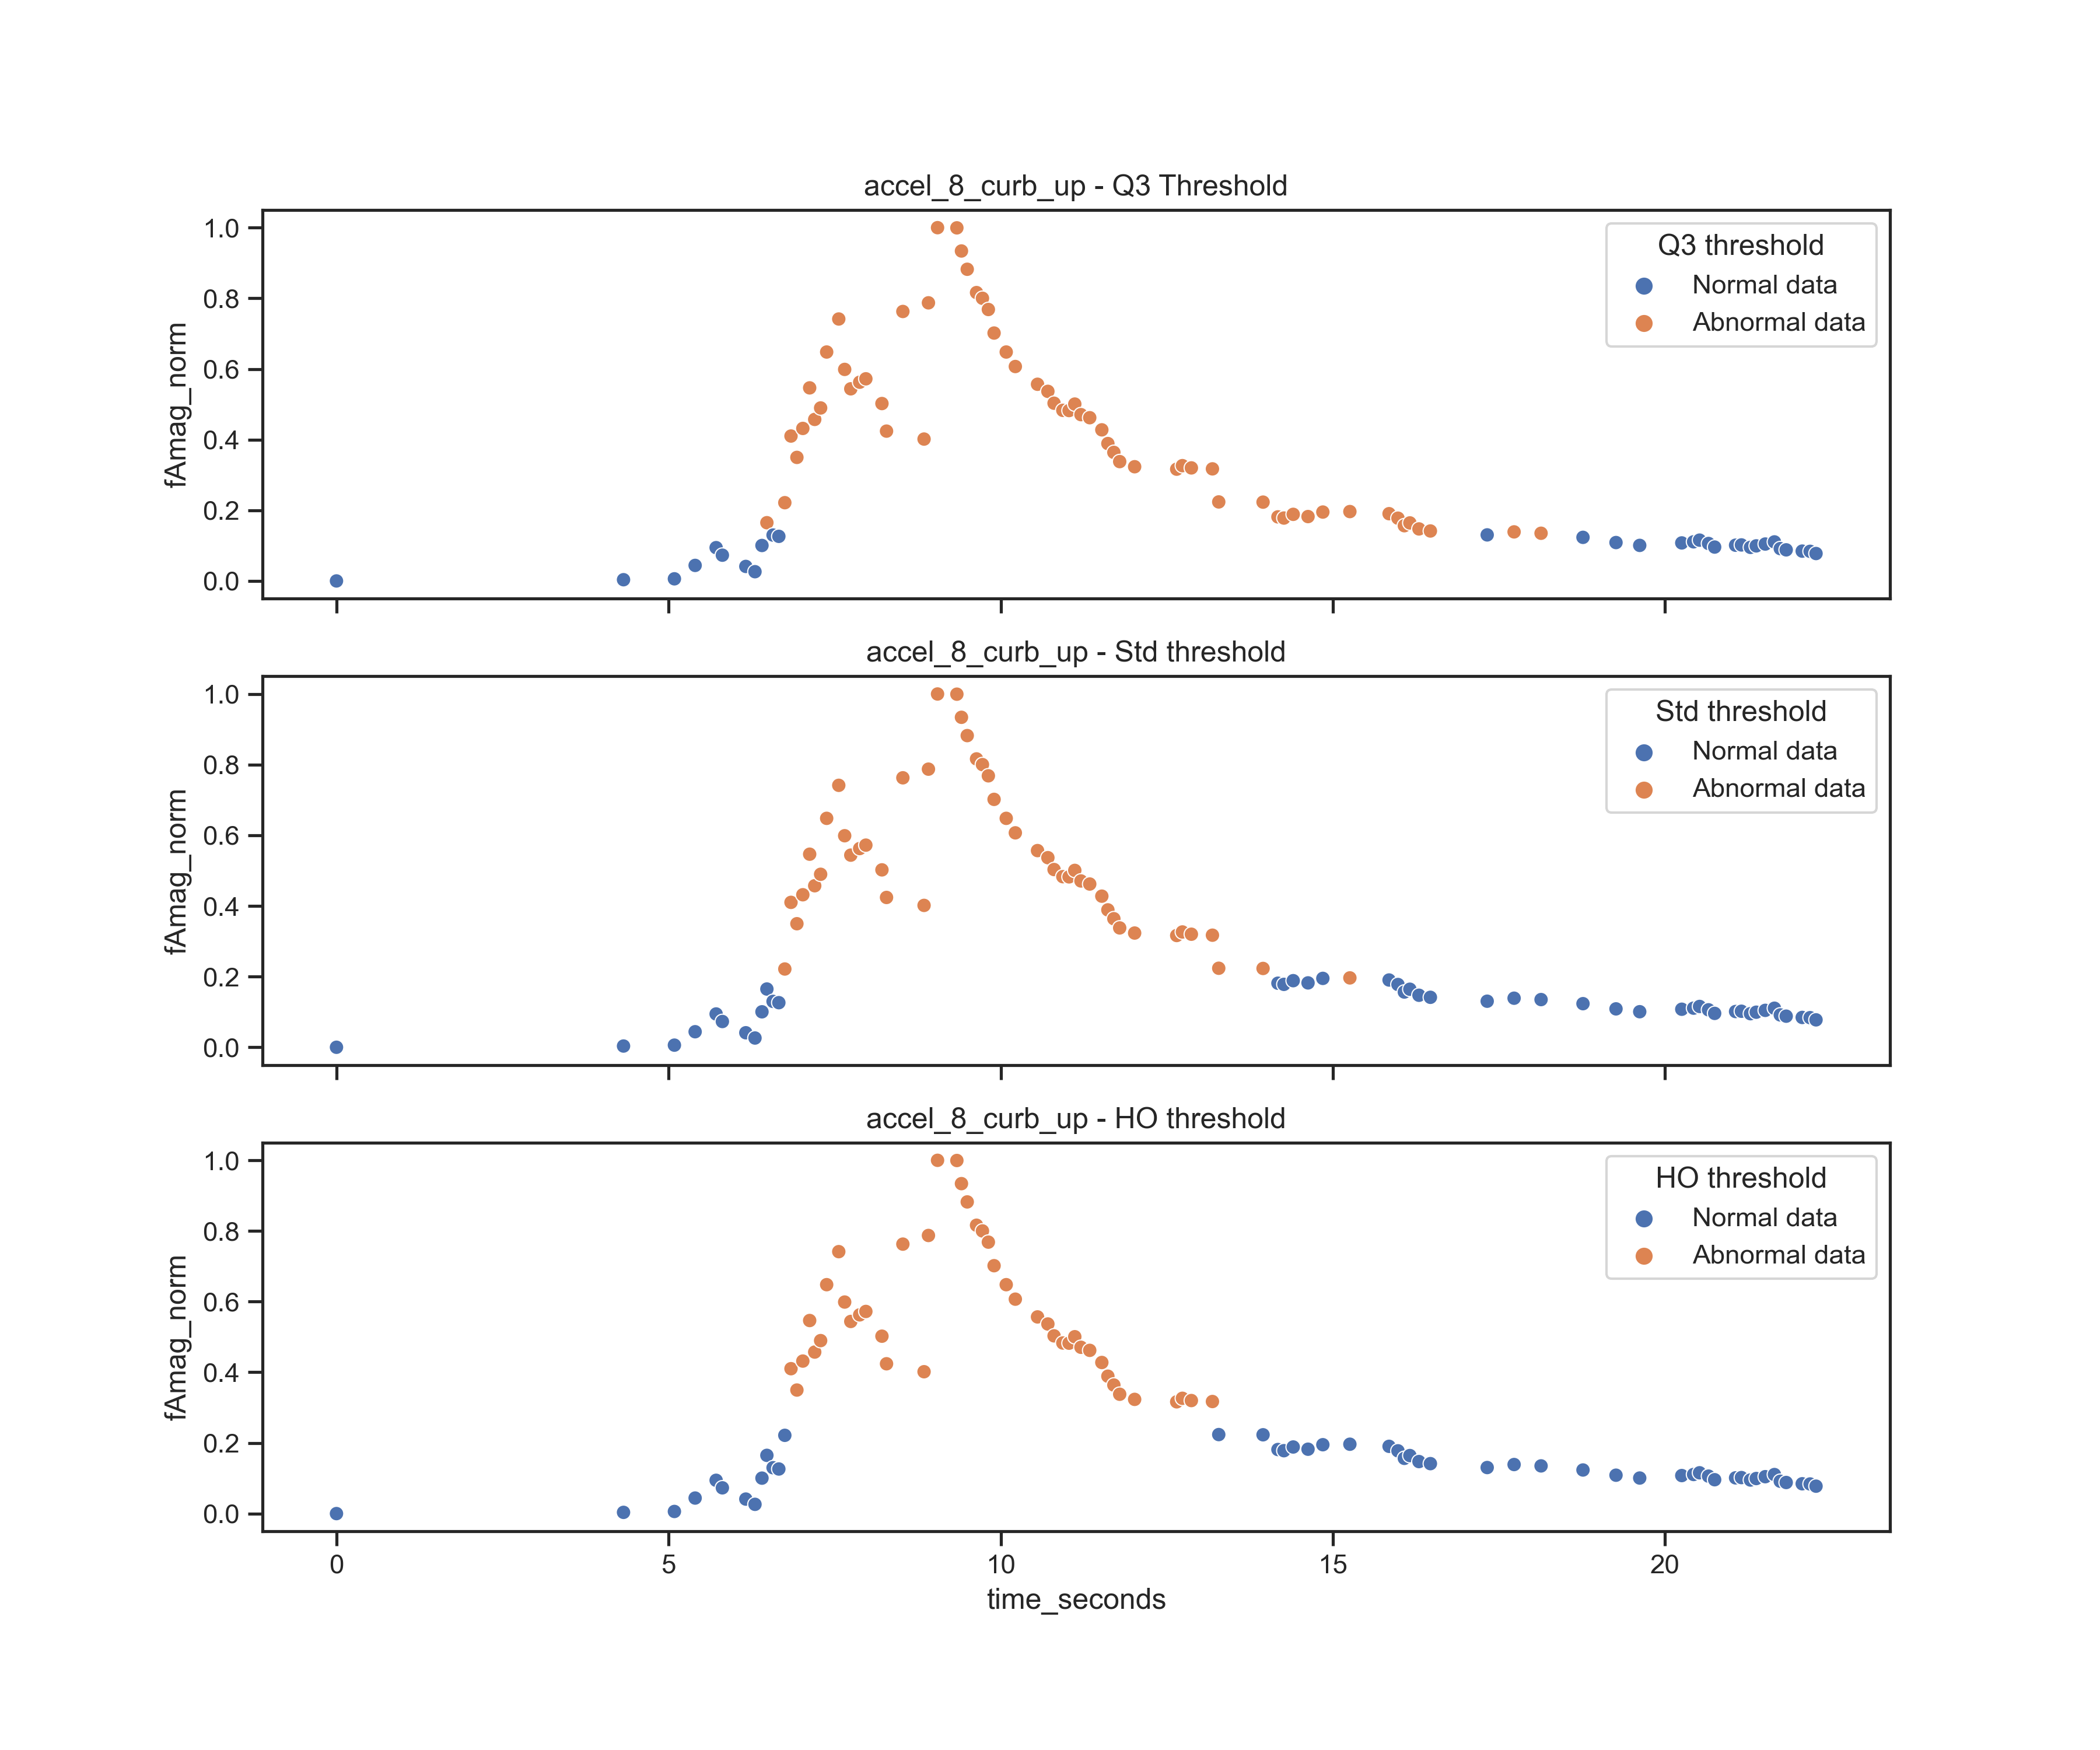 accel_8_curb_up - Q3 Threshold
1.0
0.8
0.6
0.4
0.2
0.0
fAmag_norm
Q3 threshold
Normal data
Abnormal data
accel_8_curb_up - Std threshold
1.0
0.8
0.6
0.4
0.2
0.0
fAmag_norm
Std threshold
Normal data
Abnormal data
accel_8_curb_up - HO threshold
1.0
0.8
0.6
0.4
0.2
0.0
fAmag_norm
HO threshold
Normal data
Abnormal data
0 5 10 15 20
time_seconds